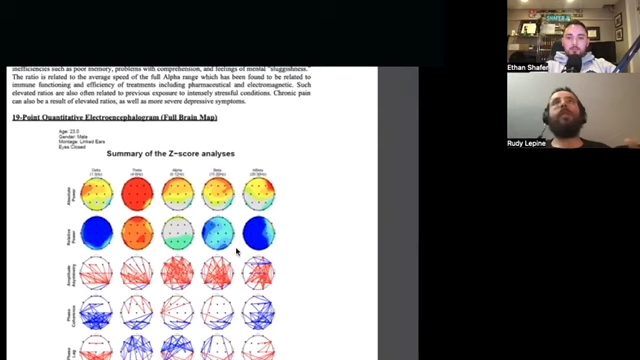 inefficiencies such as poor memory, problems with comprehension, and feelings of mental "sluggishness."
The ratio is related to the average speed of the full Alpha range which has been found to be related to
immune functioning and efficiency of treatments including pharmaceutical and electromagnetic. Such
elevated ratios are also often related to previous exposure to intensely stressful conditions. Chronic pain
can also be a result of elevated ratios, as well as more severe depressive symptoms.
19-Point Quantitative Electroencephalogram (Full Brain Map)
Age: 23.0
Gender: Male
Montage: Linked Ears
Eyes Closed
Summary of the Z-score analyses
Delta
Theta
Alpha
Beta
HiBeta
Absolute Power
Relative Power
Amplitude Asymmetry
Phase Lag
SHAFER
Ethan Shafer
Rudy Lepine